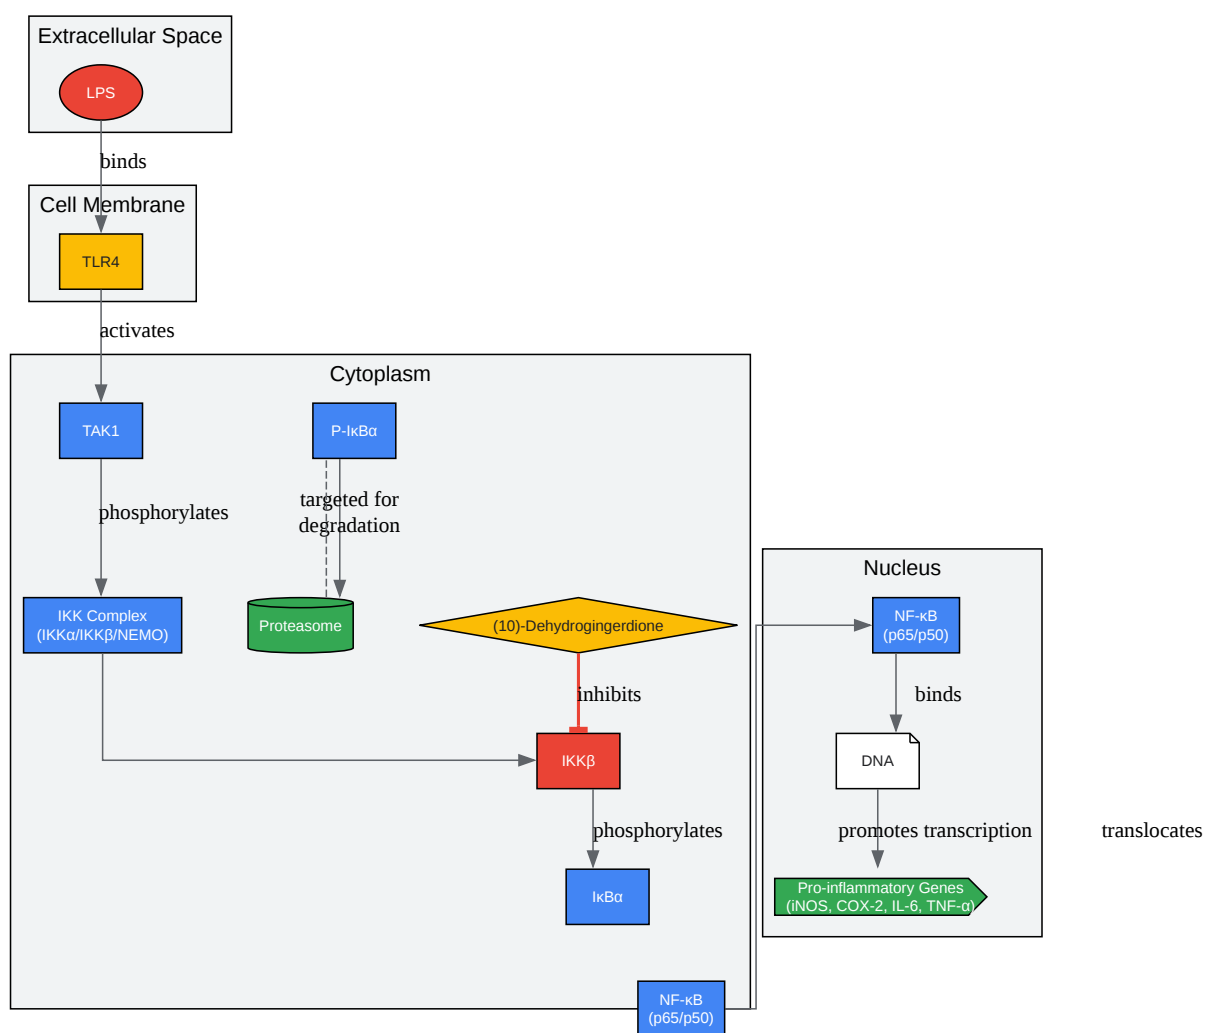 Extracellular Space
LPS
binds
Cell Membrane
TLR4
activates
Cytoplasm
TAK1
P-IκBα
phosphorylates
targeted for
degradation
IKK Complex
(IKKα/IKKβ/NEMO)
Proteasome
(10)-Dehydrogingerdione
inhibits
IKKβ
phosphorylates
IκBα
NF-κB
(p65/p50)
Nucleus
NF-κB
(p65/p50)
binds
DNA
promotes transcription
translocates
Pro-inflammatory Genes
(iNOS, COX-2, IL-6, TNF-α)